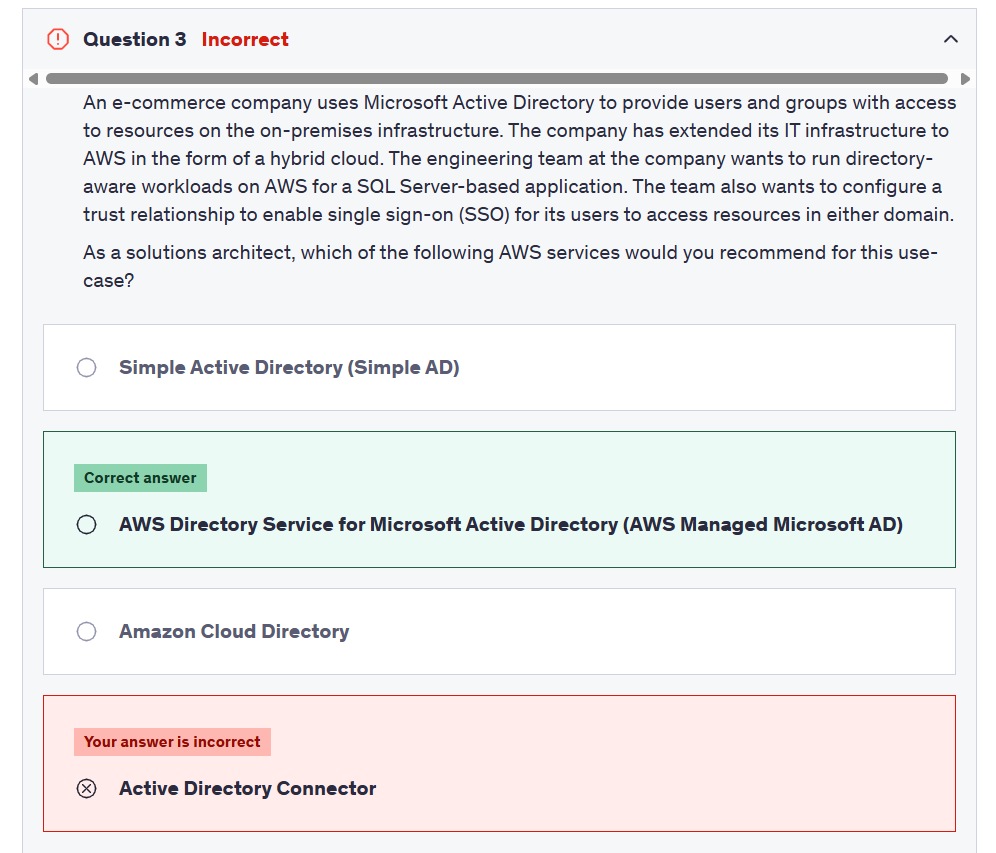 Question 3 Incorrect
An e-commerce company uses Microsoft Active Directory to provide users and groups with access
to resources on the on-premises infrastructure. The company has extended its IT infrastructure to
AWS in the form of a hybrid cloud. The engineering team at the company wants to run directory-
aware workloads on AWS for a SQL Server-based application. The team also wants to configure a
trust relationship to enable single sign-on (SSO) for its users to access resources in either domain.
As a solutions architect, which of the following AWS services would you recommend for this use-
case?
Simple Active Directory (Simple AD)
Correct answer
AWS Directory Service for Microsoft Active Directory (AWS Managed Microsoft AD)
Amazon Cloud Directory
Your answer is incorrect
Active Directory Connector